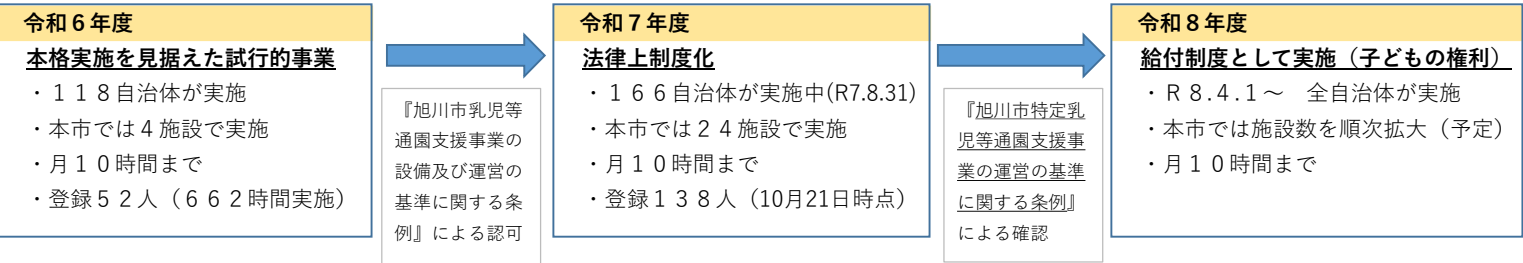 令和６年度
本格実施を見据えた試行的事業
・１１８自治体が実施
・本市では４施設で実施
・月１０時間まで
・登録５２人（６６２時間実施）
『旭川市乳児等
通園支援事業の
設備及び運営の
基準に関する条
例』による認可
令和７年度
法律上制度化
・１６６自治体が実施中(R7.8.31)
・本市では２４施設で実施
・月１０時間まで
・登録１３８人（10月21日時点）
『旭川市特定乳
児等通園支援事
業の運営の基準
に関する条例』
による確認
令和８年度
給付制度として実施（子どもの権利）
・Ｒ８.４.１～　全自治体が実施
・本市では施設数を順次拡大（予定）
・月１０時間まで